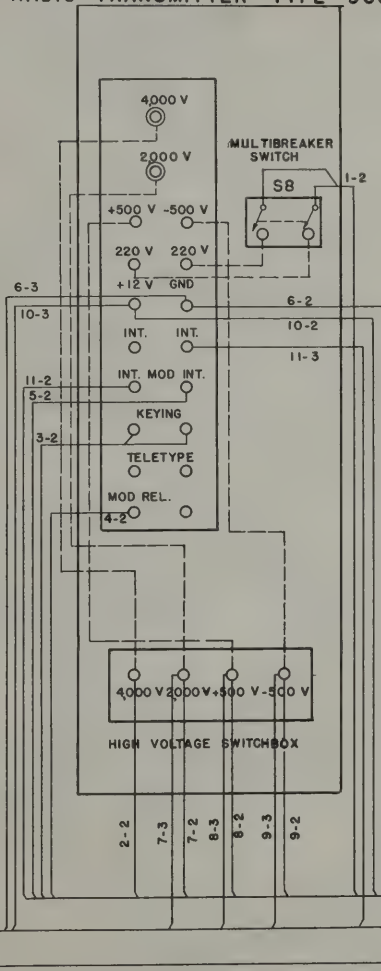 TRANSMITTER TYPE
4,000 V
2,000 V
MULTIBREAKER
SWITCH
1-2
S8
+500 V -500 V
220 V 220 V
6-3 +12 V GND 6-2
10-3 10-2
INT. INT.
11-3
11-2 INT. MOD INT.
5-2
KEYING
3-2
TELETYPE
MOD REL.
4-2
4,000 V 2,000 V +500 V -500 V
HIGH VOLTAGE SWITCHBOX
2-2 7-3 7-2 8-3 8-2 9-3 9-2